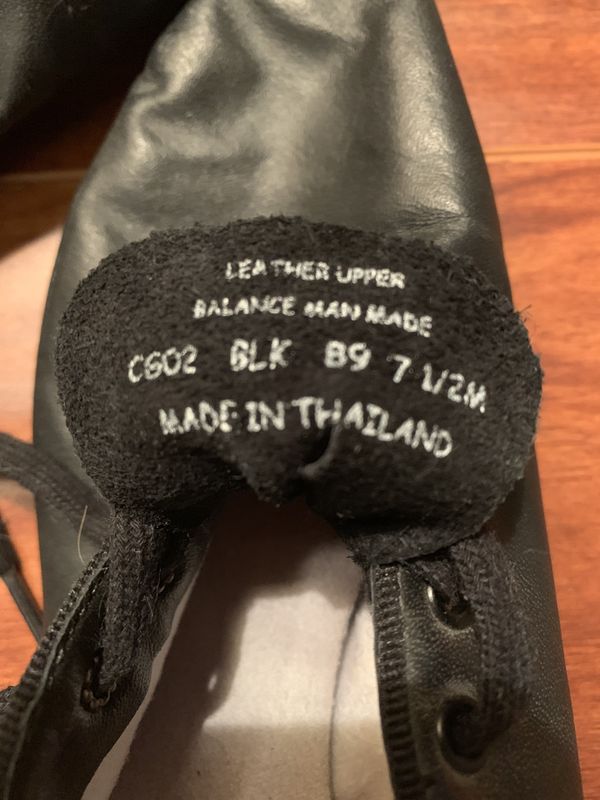 LEATHER UPPER
BALANCE MAN MADE
CG02 BLK B9 7 1/2M
MADE IN THAILAND